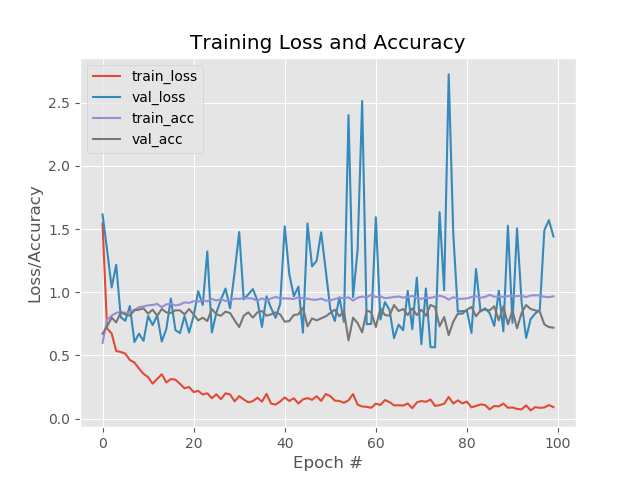 Training Loss and Accuracy
train_loss
val_loss
train_acc
val_acc
2.5
2.0
1.5
1.0
0.5
0.0
Loss/Accuracy
0 20 40 60 80 100
Epoch #